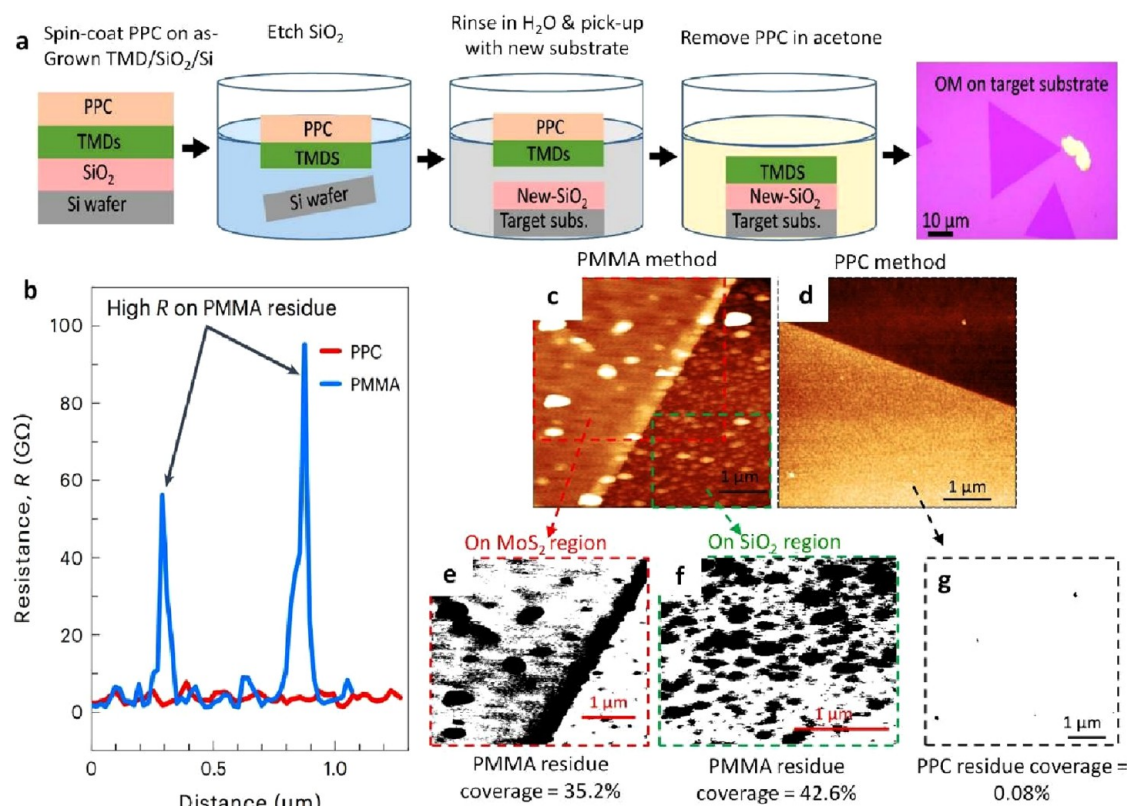 a
Spin-coat PPC on as-
Grown TMD/SiO₂/Si
PPC
TMDs
SiO₂
Si wafer
Etch SiO₂
PPC
TMDS
Si wafer
Rinse in H₂O & pick-up
with new substrate
PPC
TMDs
New-SiO₂
Target subs.
Remove PPC in acetone
TMDS
New-SiO₂
Target subs.
OM on target substrate
10 µm
b
High R on PMMA residue
PPC
PMMA
Resistance, R (GΩ)
100
80
60
40
20
0
0
0.5
1.0
Distance (µm)
PMMA method
c
1 µm
PPC method
d
1 µm
On MoS₂ region
e
1 µm
PMMA residue
coverage = 35.2%
On SiO₂ region
f
1 µm
PMMA residue
coverage = 42.6%
g
1 µm
PPC residue coverage =
0.08%